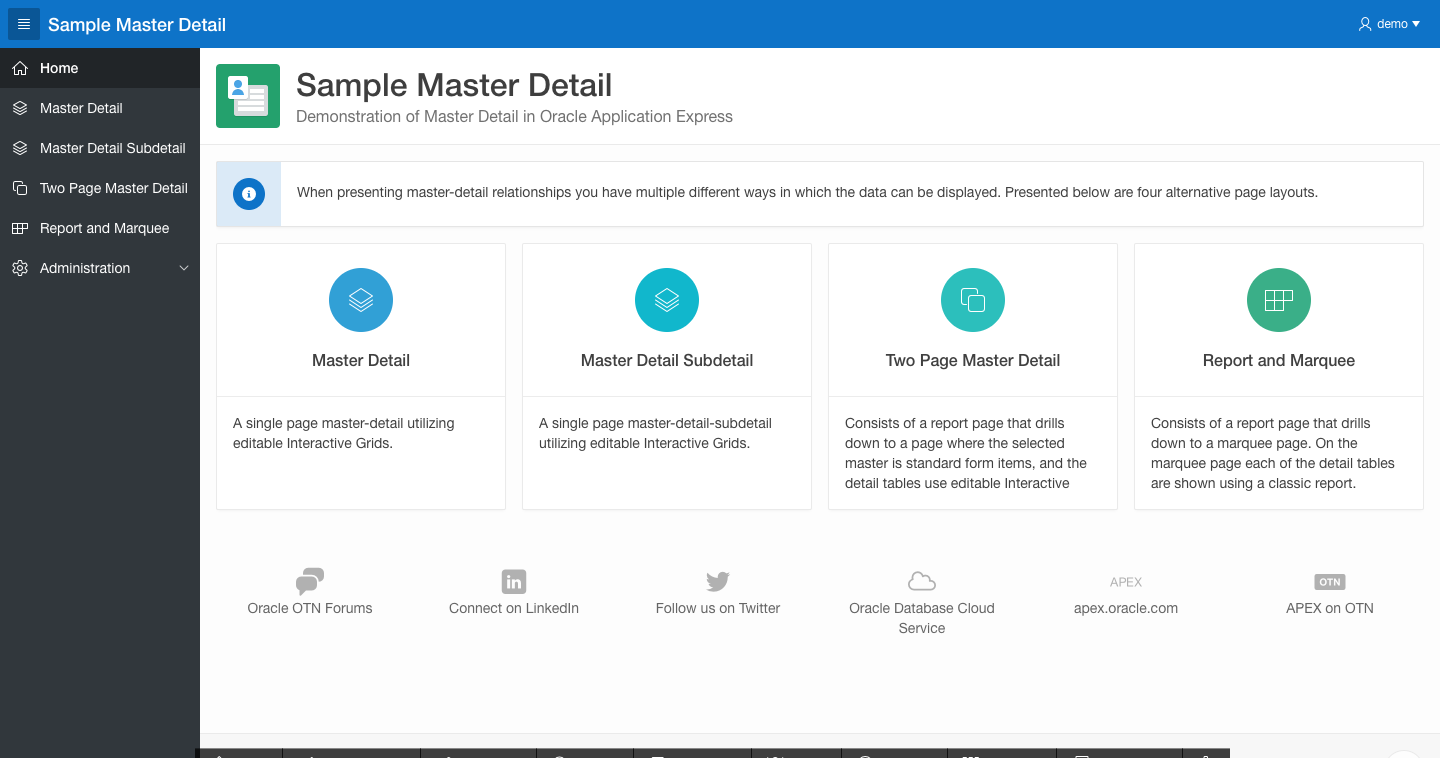 Sample Master Detail
demo
Home
Master Detail
Master Detail Subdetail
Two Page Master Detail
Report and Marquee
Administration
Sample Master Detail
Demonstration of Master Detail in Oracle Application Express
When presenting master-detail relationships you have multiple different ways in which the data can be displayed. Presented below are four alternative page layouts.
Master Detail
A single page master-detail utilizing
editable Interactive Grids.
Master Detail Subdetail
A single page master-detail-subdetail
utilizing editable Interactive Grids.
Two Page Master Detail
Consists of a report page that drills
down to a page where the selected
master is standard form items, and the
detail tables use editable Interactive
Report and Marquee
Consists of a report page that drills
down to a marquee page. On the
marquee page each of the detail tables
are shown using a classic report.
Oracle OTN Forums
in
Connect on LinkedIn
Follow us on Twitter
Oracle Database Cloud
Service
APEX
apex.oracle.com
OTN
APEX on OTN